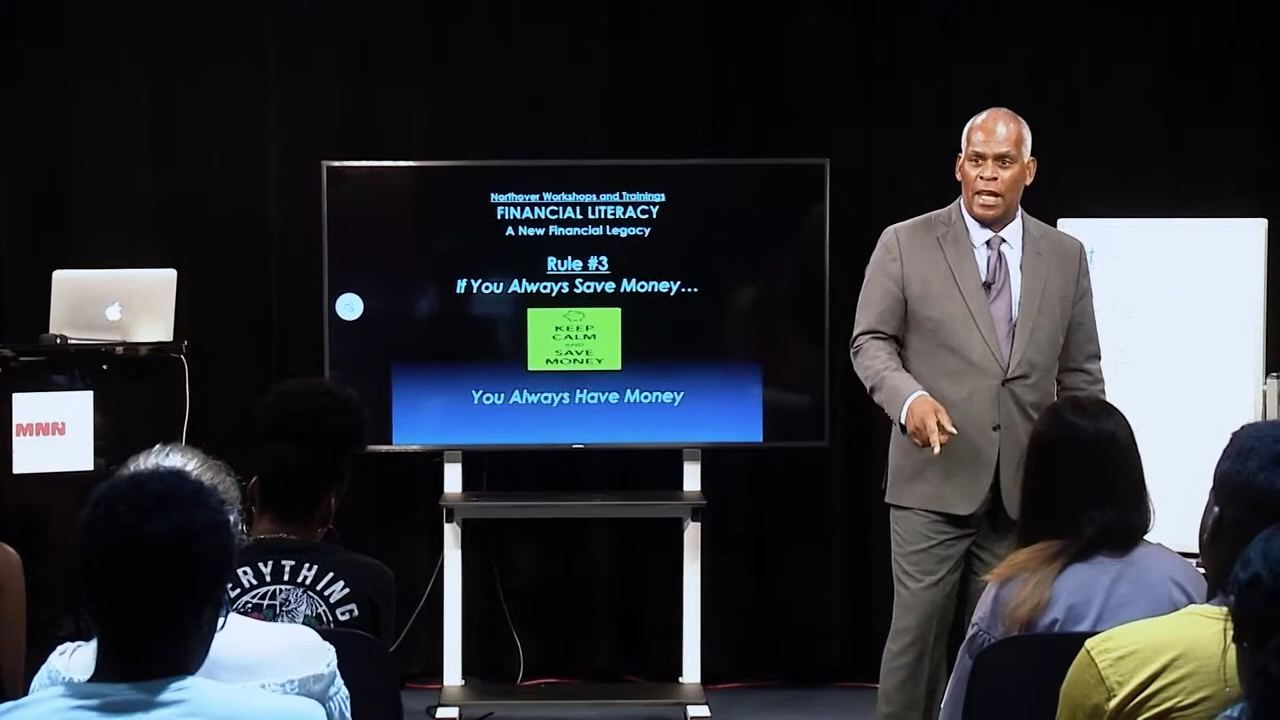 Northover Workshops and Trainings
FINANCIAL LITERACY
A New Financial Legacy
Rule #3
If You Always Save Money...
KEEP
CALM
AND
SAVE
MONEY
You Always Have Money
MNN
ERYTHING